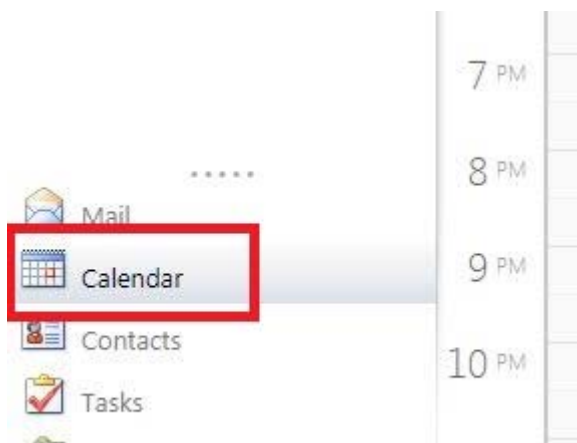 Mail
Calendar
Contacts
Tasks
7 PM
8 PM
9 PM
10 PM